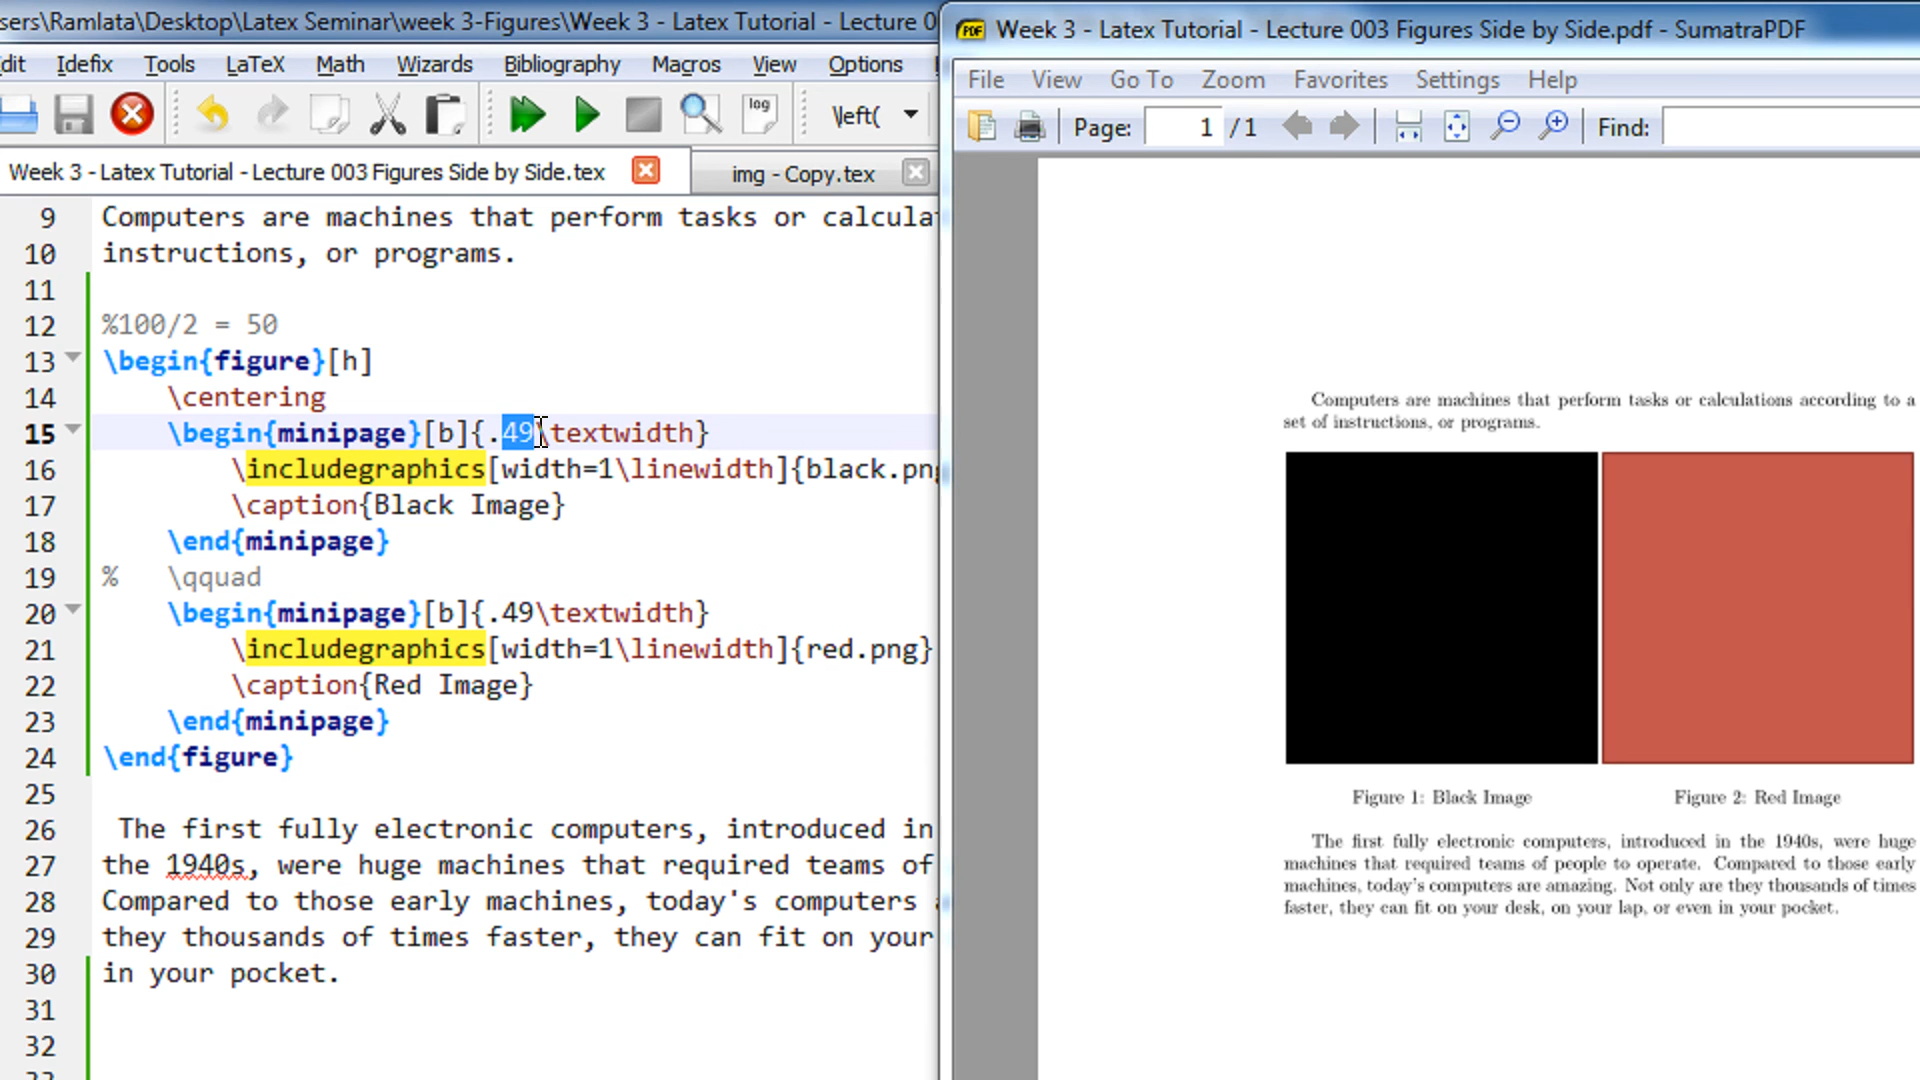 sers\Ramlata\Desktop\Latex Seminar\week 3-Figures\Week 3 - Latex Tutorial - Lecture 0
dit Idefix Tools LaTeX Math Wizards Bibliography Macros View Options
log \left(
Week 3 - Latex Tutorial - Lecture 003 Figures Side by Side.tex img - Copy.tex
9 Computers are machines that perform tasks or calcula
10 instructions, or programs.
11
12 %100/2 = 50
13 \begin{figure}[h]
14 \centering
15 \begin{minipage}[b]{.49\textwidth}
16 \includegraphics[width=1\linewidth]{black.png
17 \caption{Black Image}
18 \end{minipage}
19 % \qquad
20 \begin{minipage}[b]{.49\textwidth}
21 \includegraphics[width=1\linewidth]{red.png}
22 \caption{Red Image}
23 \end{minipage}
24 \end{figure}
25
26 The first fully electronic computers, introduced in
27 the 1940s, were huge machines that required teams of
28 Compared to those early machines, today's computers
29 they thousands of times faster, they can fit on your
30 in your pocket.
31
32
PDF Week 3 - Latex Tutorial - Lecture 003 Figures Side by Side.pdf - SumatraPDF
File View Go To Zoom Favorites Settings Help
Page: 1 / 1 Find:
Computers are machines that perform tasks or calculations according to a
set of instructions, or programs.
Figure 1: Black Image Figure 2: Red Image
The first fully electronic computers, introduced in the 1940s, were huge
machines that required teams of people to operate. Compared to those early
machines, today's computers are amazing. Not only are they thousands of times
faster, they can fit on your desk, on your lap, or even in your pocket.